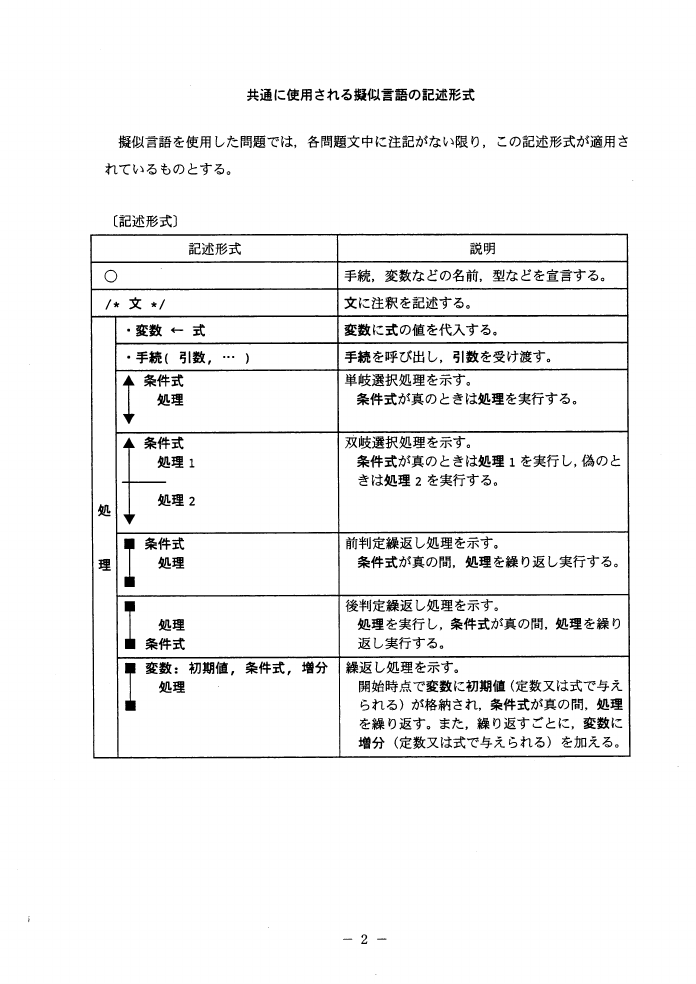 共通に使用される擬似言語の記述形式
擬似言語を使用した問題では，各問題文中に注記がない限り，この記述形式が適用さ
れているものとする。
〔記述形式〕
記述形式 説明
○ 手続，変数などの名前，型などを宣言する。
/* 文 */ 文に注釈を記述する。
処理
・変数 ← 式 変数に式の値を代入する。
・手続( 引数, … ) 手続を呼び出し，引数を受け渡す。
▲ 条件式 単岐選択処理を示す。
処理 条件式が真のときは処理を実行する。
▼
▲ 条件式 双岐選択処理を示す。
処理 1 条件式が真のときは処理 1 を実行し，偽のと
きは処理 2 を実行する。
処理 2
▼
■ 条件式 前判定繰返し処理を示す。
処理 条件式が真の間，処理を繰り返し実行する。
■
■ 後判定繰返し処理を示す。
処理 処理を実行し，条件式が真の間，処理を繰り
■ 条件式 返し実行する。
■ 変数: 初期値, 条件式, 増分 繰返し処理を示す。
処理 開始時点で変数に初期値（定数又は式で与え
■ られる）が格納され，条件式が真の間，処理
を繰り返す。また，繰り返すごとに，変数に
増分（定数又は式で与えられる）を加える。
－ 2 －